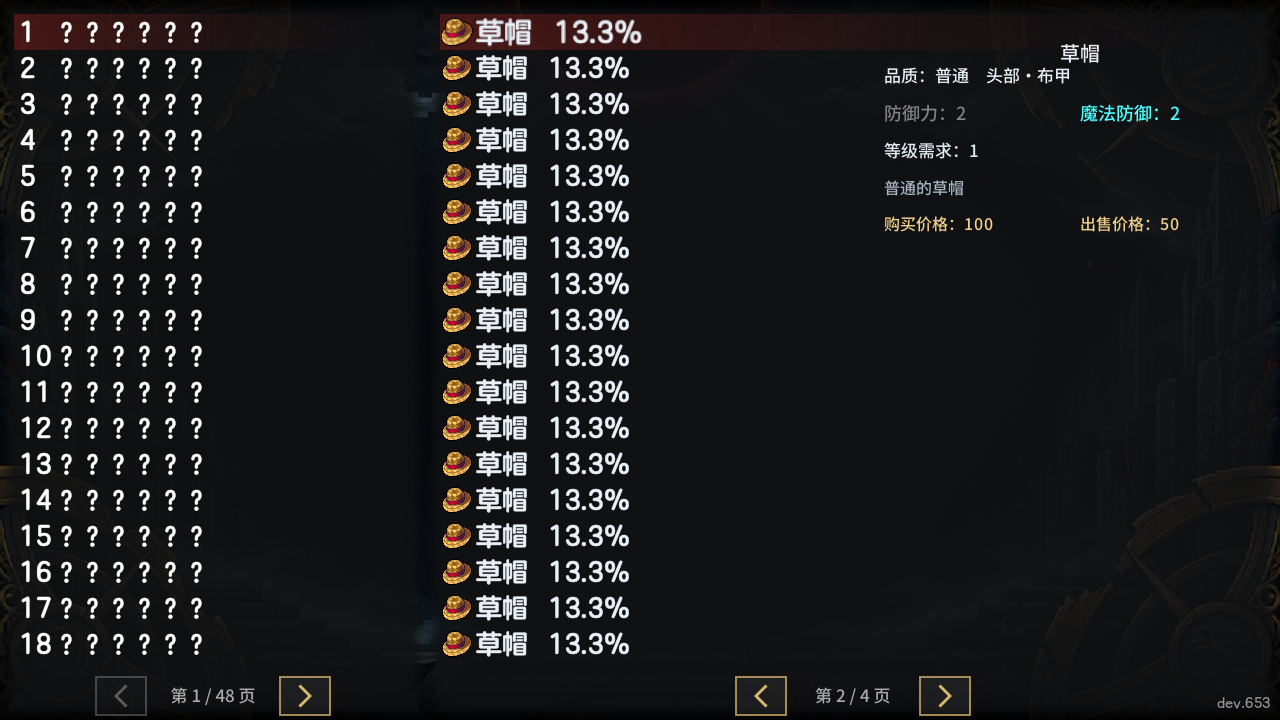 1 ？？？？？？ 草帽 13.3%
草帽
2 ？？？？？？ 草帽 13.3%
品质：普通 头部·布甲
3 ？？？？？？ 草帽 13.3%
防御力：2 魔法防御：2
4 ？？？？？？ 草帽 13.3%
等级需求：1
5 ？？？？？？ 草帽 13.3%
普通的草帽
6 ？？？？？？ 草帽 13.3%
购买价格：100 出售价格：50
7 ？？？？？？ 草帽 13.3%
8 ？？？？？？ 草帽 13.3%
9 ？？？？？？ 草帽 13.3%
10 ？？？？？？ 草帽 13.3%
11 ？？？？？？ 草帽 13.3%
12 ？？？？？？ 草帽 13.3%
13 ？？？？？？ 草帽 13.3%
14 ？？？？？？ 草帽 13.3%
15 ？？？？？？ 草帽 13.3%
16 ？？？？？？ 草帽 13.3%
17 ？？？？？？ 草帽 13.3%
18 ？？？？？？ 草帽 13.3%
第 1 / 48 页 第 2 / 4 页
dev.653